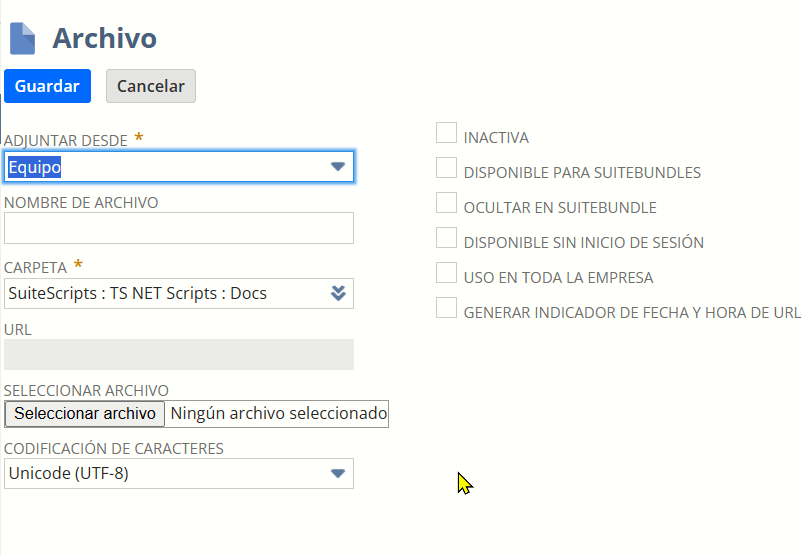 Archivo
Guardar
Cancelar
ADJUNTAR DESDE *
Equipo
NOMBRE DE ARCHIVO
CARPETA *
SuiteScripts : TS NET Scripts : Docs
URL
SELECCIONAR ARCHIVO
Seleccionar archivo Ningún archivo seleccionado
CODIFICACIÓN DE CARACTERES
Unicode (UTF-8)
INACTIVA
DISPONIBLE PARA SUITEBUNDLES
OCULTAR EN SUITEBUNDLE
DISPONIBLE SIN INICIO DE SESIÓN
USO EN TODA LA EMPRESA
GENERAR INDICADOR DE FECHA Y HORA DE URL